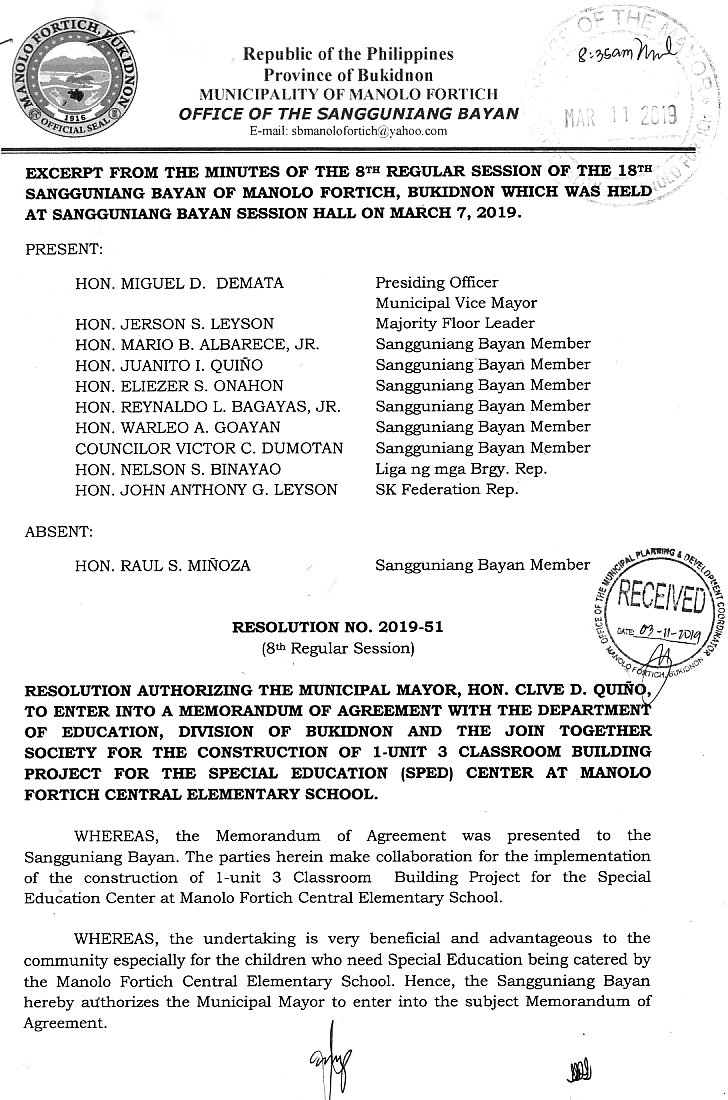 MANOLO FORTICH, BUKIDNON
1916
OFFICIAL SEAL
Republic of the Philippines
Province of Bukidnon
MUNICIPALITY OF MANOLO FORTICH
OFFICE OF THE SANGGUNIANG BAYAN
E-mail: sbmanolofortich@yahoo.com
OF THE MAYOR
8:35am
MAR 11 2019
EXCERPT FROM THE MINUTES OF THE 8TH REGULAR SESSION OF THE 18TH
SANGGUNIANG BAYAN OF MANOLO FORTICH, BUKIDNON WHICH WAS HELD
AT SANGGUNIANG BAYAN SESSION HALL ON MARCH 7, 2019.
PRESENT:
HON. MIGUEL D. DEMATA Presiding Officer
Municipal Vice Mayor
HON. JERSON S. LEYSON Majority Floor Leader
HON. MARIO B. ALBARECE, JR. Sangguniang Bayan Member
HON. JUANITO I. QUIÑO Sangguniang Bayan Member
HON. ELIEZER S. ONAHON Sangguniang Bayan Member
HON. REYNALDO L. BAGAYAS, JR. Sangguniang Bayan Member
HON. WARLEO A. GOAYAN Sangguniang Bayan Member
COUNCILOR VICTOR C. DUMOTAN Sangguniang Bayan Member
HON. NELSON S. BINAYAO Liga ng mga Brgy. Rep.
HON. JOHN ANTHONY G. LEYSON SK Federation Rep.
ABSENT:
HON. RAUL S. MIÑOZA Sangguniang Bayan Member
OFFICE OF THE MUNICIPAL PLANNING & DEVELOPMENT COORDINATOR
RECEIVED
DATE: 03-11-2019
MANOLO FORTICH, BUKIDNON
RESOLUTION NO. 2019-51
(8th Regular Session)
RESOLUTION AUTHORIZING THE MUNICIPAL MAYOR, HON. CLIVE D. QUIÑO,
TO ENTER INTO A MEMORANDUM OF AGREEMENT WITH THE DEPARTMENT
OF EDUCATION, DIVISION OF BUKIDNON AND THE JOIN TOGETHER
SOCIETY FOR THE CONSTRUCTION OF 1-UNIT 3 CLASSROOM BUILDING
PROJECT FOR THE SPECIAL EDUCATION (SPED) CENTER AT MANOLO
FORTICH CENTRAL ELEMENTARY SCHOOL.
WHEREAS, the Memorandum of Agreement was presented to the
Sangguniang Bayan. The parties herein make collaboration for the implementation
of the construction of 1-unit 3 Classroom Building Project for the Special
Education Center at Manolo Fortich Central Elementary School.
WHEREAS, the undertaking is very beneficial and advantageous to the
community especially for the children who need Special Education being catered by
the Manolo Fortich Central Elementary School. Hence, the Sangguniang Bayan
hereby authorizes the Municipal Mayor to enter into the subject Memorandum of
Agreement.